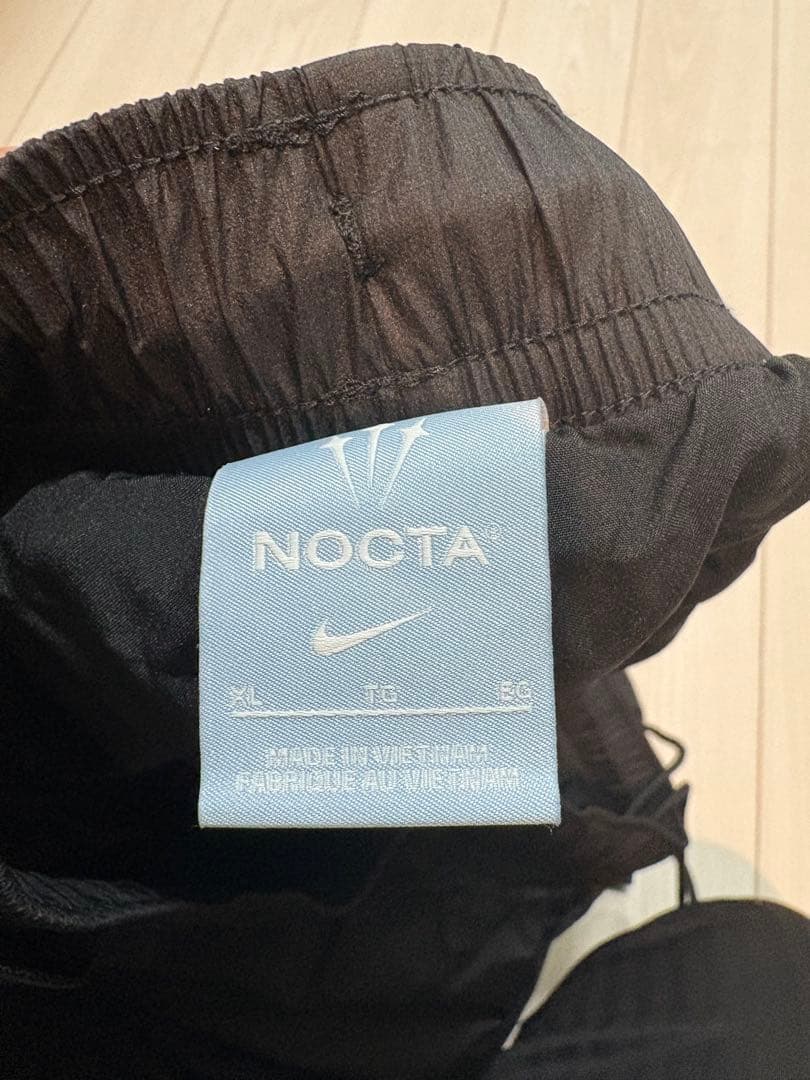 NOCTA®
XL TG EG
MADE IN VIETNAM
FABRIQUE AU VIETNAM